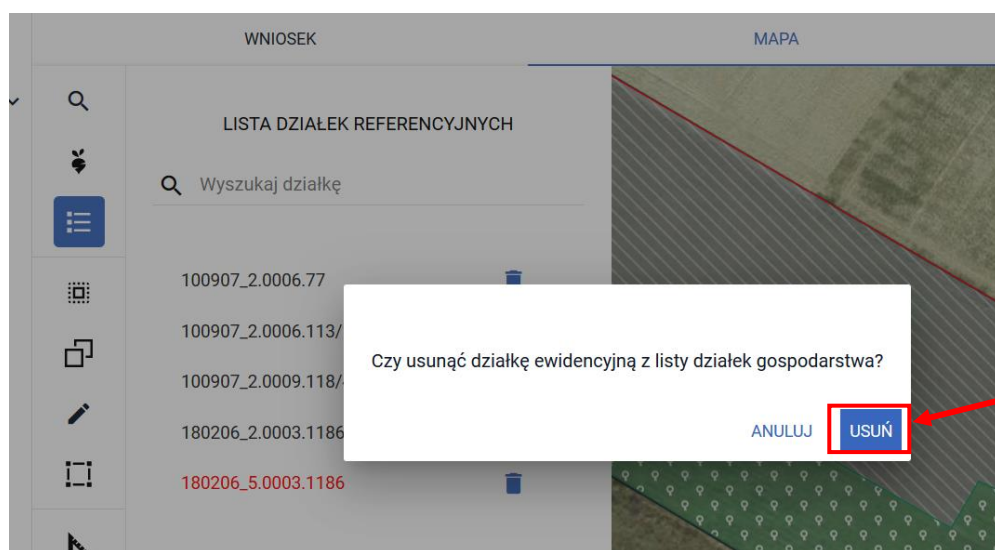 WNIOSEK
MAPA
LISTA DZIAŁEK REFERENCYJNYCH
Wyszukaj działkę
100907_2.0006.77
100907_2.0006.113/
100907_2.0009.118/
180206_2.0003.1186
180206_5.0003.1186
Czy usunąć działkę ewidencyjną z listy działek gospodarstwa?
ANULUJ
USUŃ